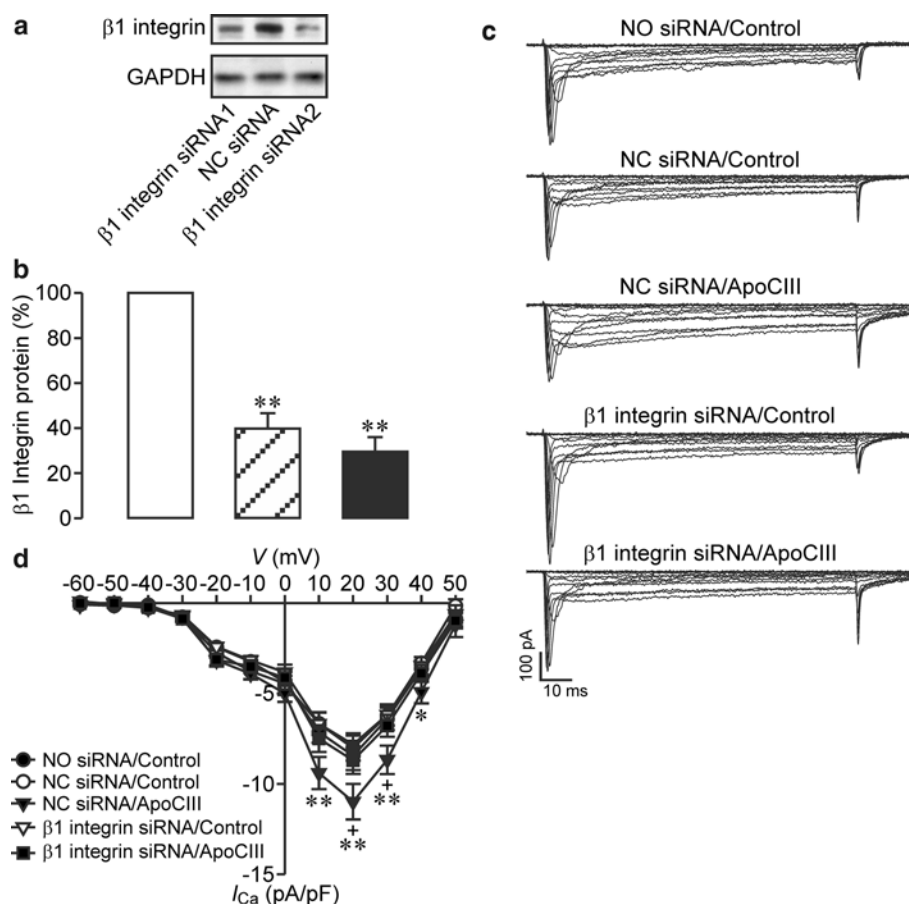 a
β1 integrin
GAPDH
β1 integrin siRNA1
NC siRNA
β1 integrin siRNA2
b
β1 Integrin protein (%)
100
80
60
40
20
0
**
**
c
NO siRNA/Control
NC siRNA/Control
NC siRNA/ApoCIII
β1 integrin siRNA/Control
β1 integrin siRNA/ApoCIII
100 pA
10 ms
d
V (mV)
-60 -50 -40 -30 -20 -10 0 10 20 30 40 50
-5
-10
-15
**
+
**
+
**
*
NO siRNA/Control
NC siRNA/Control
NC siRNA/ApoCIII
β1 integrin siRNA/Control
β1 integrin siRNA/ApoCIII
ICa (pA/pF)